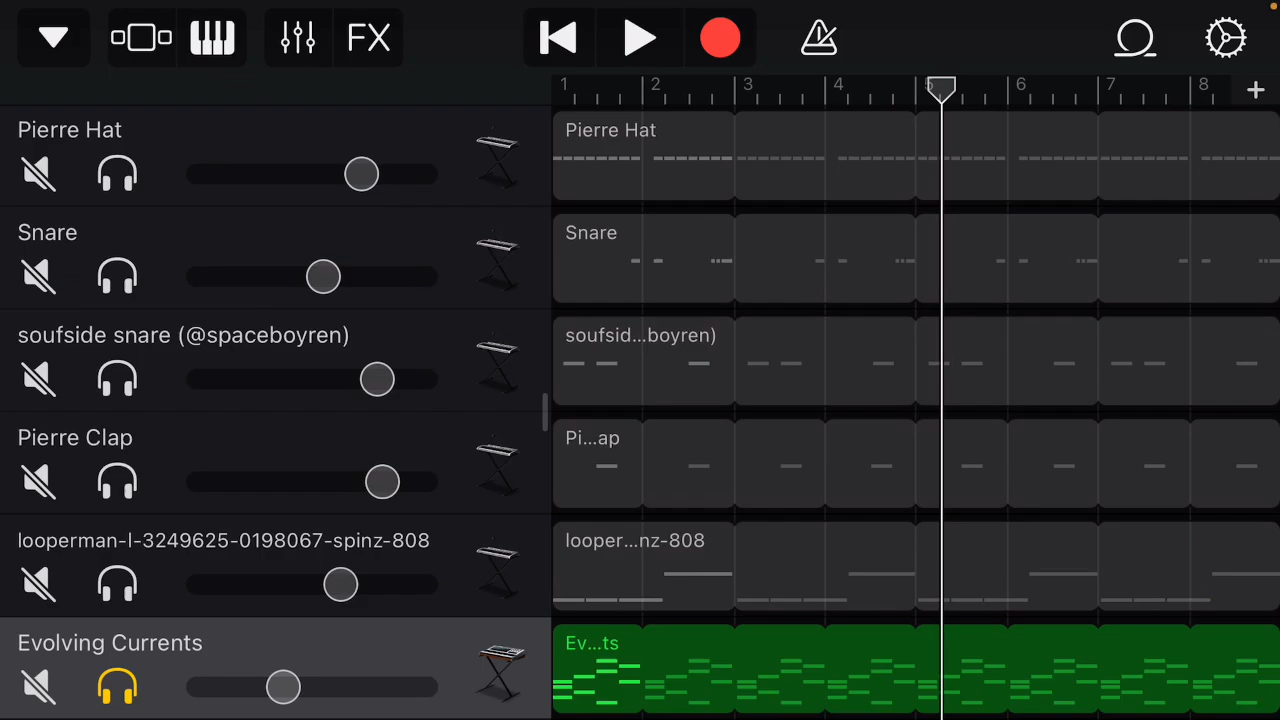 FX
1 2 3 4 5 6 7 8 +
Pierre Hat
Pierre Hat
Snare
Snare
soufside snare (@spaceboyren)
soufsid...boyren)
Pierre Clap
Pi...ap
looperman-l-3249625-0198067-spinz-808
looper...nz-808
Evolving Currents
Ev...ts